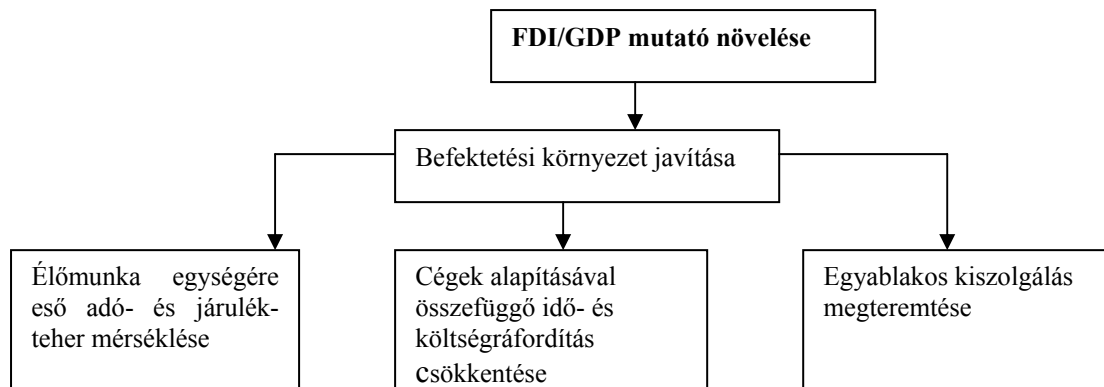 FDI/GDP mutató növelése
Befektetési környezet javítása
Élőmunka egységére
eső adó- és járulék-
teher mérséklése
Cégek alapításával
összefüggő idő- és
költségráfordítás
csökkentése
Egyablakos kiszolgálás
megteremtése